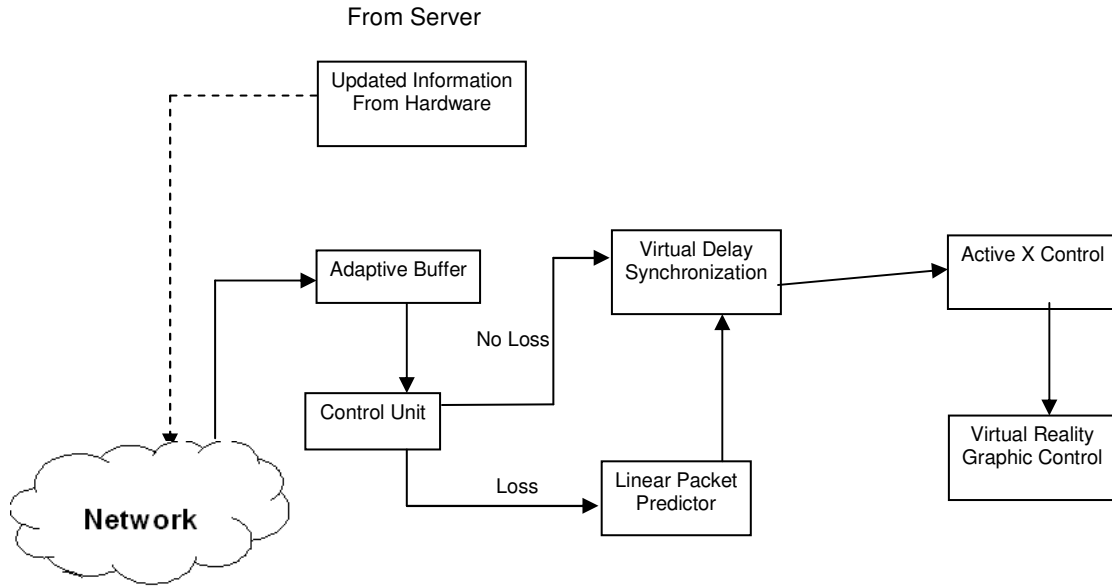 From Server
Updated Information
From Hardware
Adaptive Buffer
Virtual Delay
Synchronization
Active X Control
No Loss
Control Unit
Virtual Reality
Graphic Control
Loss
Linear Packet
Predictor
Network